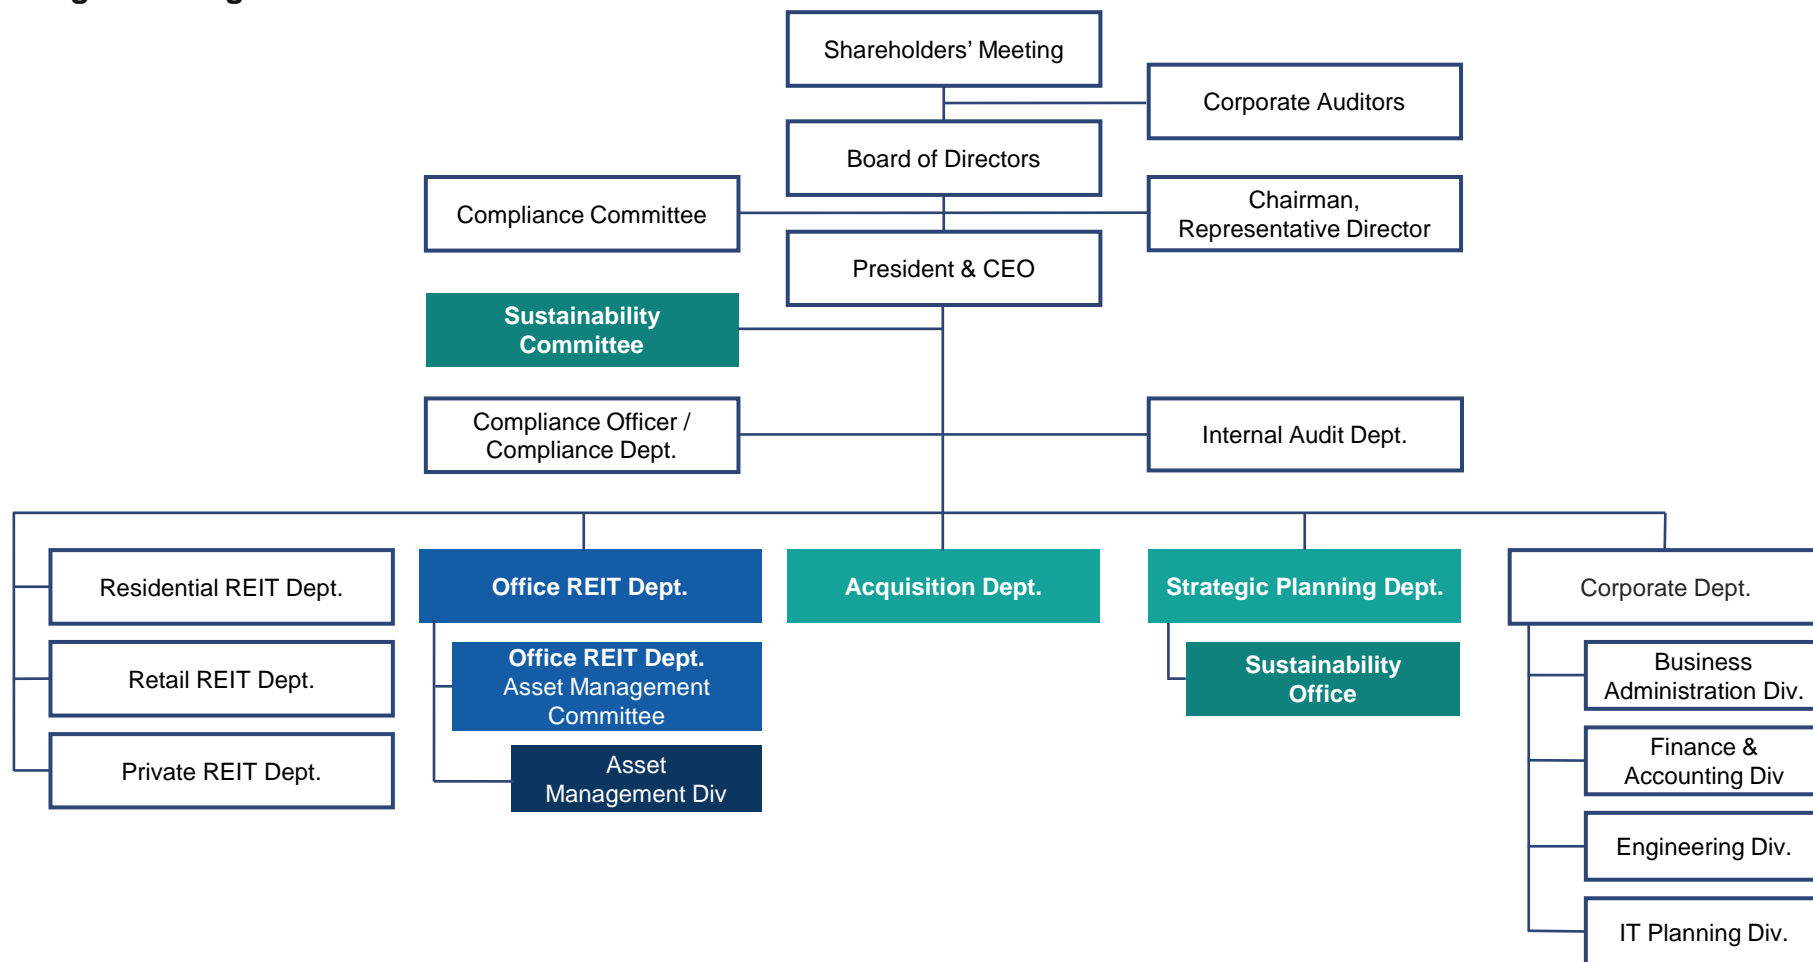 Shareholders’ Meeting
Corporate Auditors
Board of Directors
Compliance Committee
Chairman,
Representative Director
President & CEO
Sustainability
Committee
Compliance Officer /
Compliance Dept.
Internal Audit Dept.
Residential REIT Dept.
Office REIT Dept.
Acquisition Dept.
Strategic Planning Dept.
Corporate Dept.
Retail REIT Dept.
Office REIT Dept.
Asset Management
Committee
Sustainability
Office
Business
Administration Div.
Private REIT Dept.
Asset
Management Div
Finance &
Accounting Div
Engineering Div.
IT Planning Div.